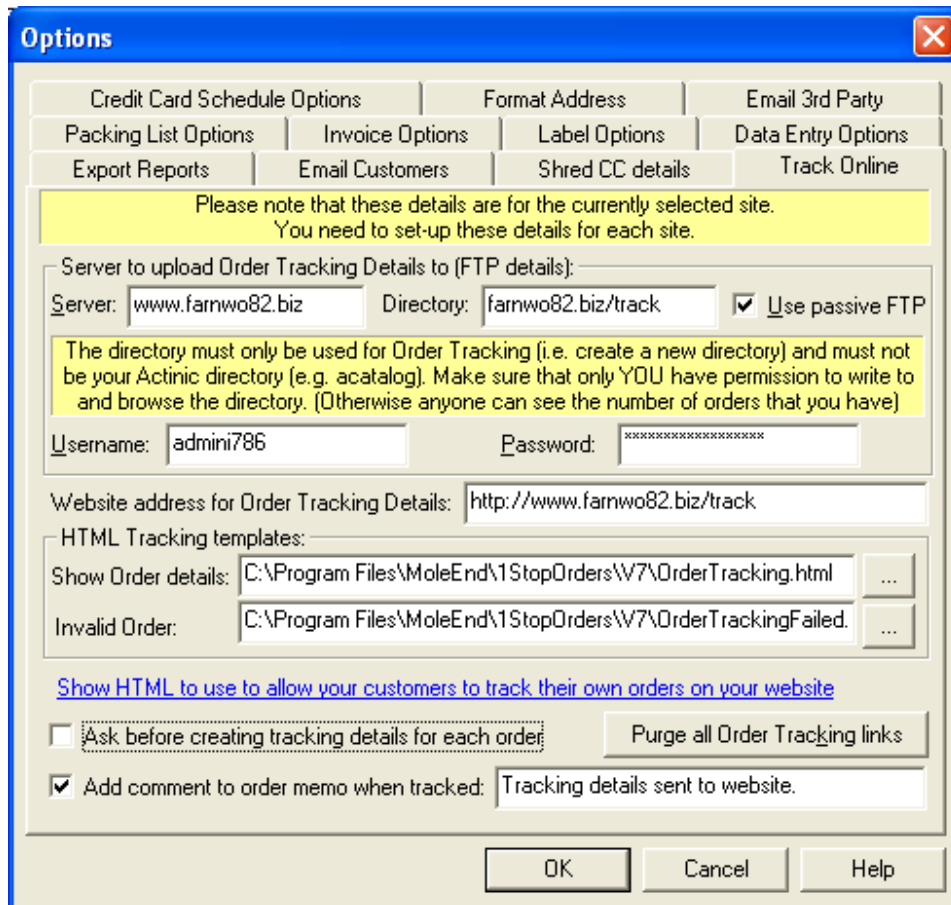 Options
Credit Card Schedule Options Format Address Email 3rd Party
Packing List Options Invoice Options Label Options Data Entry Options
Export Reports Email Customers Shred CC details Track Online
Please note that these details are for the currently selected site.
You need to set-up these details for each site.
Server to upload Order Tracking Details to (FTP details):
Server: www.farnwo82.biz Directory: farnwo82.biz/track Use passive FTP
The directory must only be used for Order Tracking (i.e. create a new directory) and must not
be your Actinic directory (e.g. acatalog). Make sure that only YOU have permission to write to
and browse the directory. (Otherwise anyone can see the number of orders that you have)
Username: admini786 Password: ******************
Website address for Order Tracking Details: http://www.farnwo82.biz/track
HTML Tracking templates:
Show Order details: C:\Program Files\MoleEnd\1StopOrders\V7\OrderTracking.html ...
Invalid Order: C:\Program Files\MoleEnd\1StopOrders\V7\OrderTrackingFailed. ...
Show HTML to use to allow your customers to track their own orders on your website
Ask before creating tracking details for each order Purge all Order Tracking links
Add comment to order memo when tracked: Tracking details sent to website.
OK Cancel Help